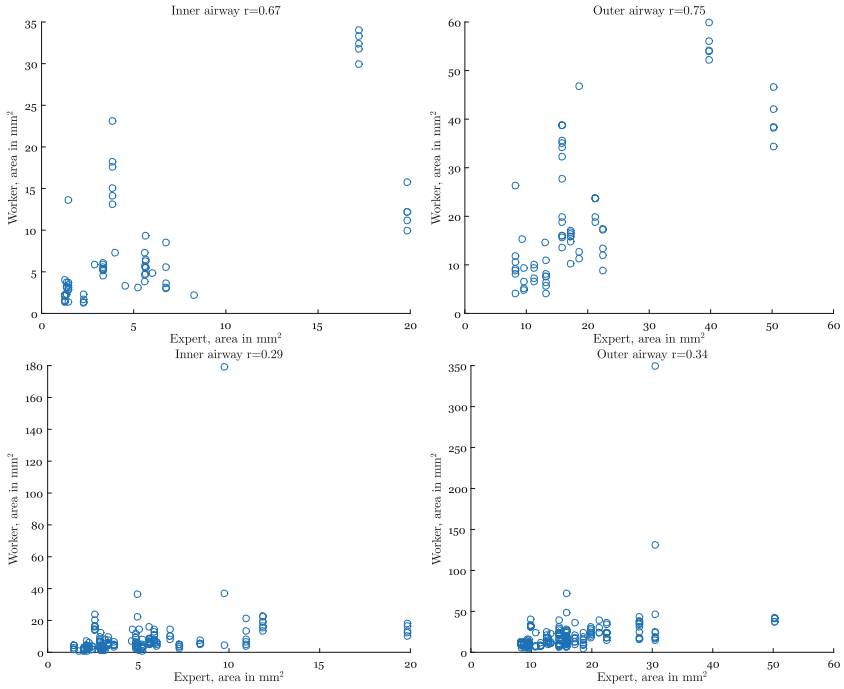 Inner airway r=0.67
Outer airway r=0.75
35
30
25
20
15
10
5
0
Worker, area in mm²
0 5 10 15 20
Expert, area in mm²
60
50
40
30
20
10
0
Worker, area in mm²
0 10 20 30 40 50 60
Expert, area in mm²
Inner airway r=0.29
Outer airway r=0.34
180
160
140
120
100
80
60
40
20
0
Worker, area in mm²
0 5 10 15 20
Expert, area in mm²
350
300
250
200
150
100
50
0
Worker, area in mm²
0 10 20 30 40 50 60
Expert, area in mm²